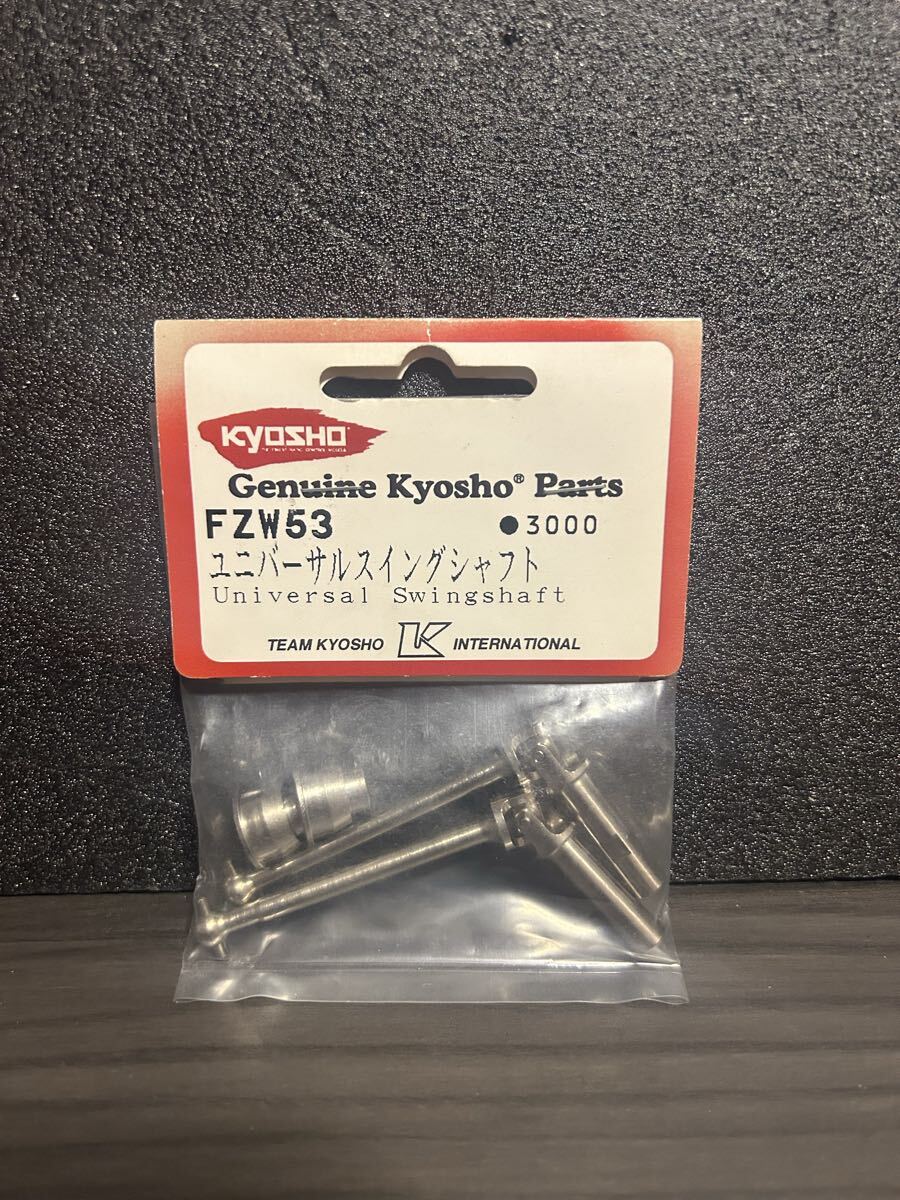 KYOSHO
Genuine Kyosho® Parts
FZW53 ●3000
ユニバーサルスイングシャフト
Universal Swingshaft
TEAM KYOSHO K INTERNATIONAL